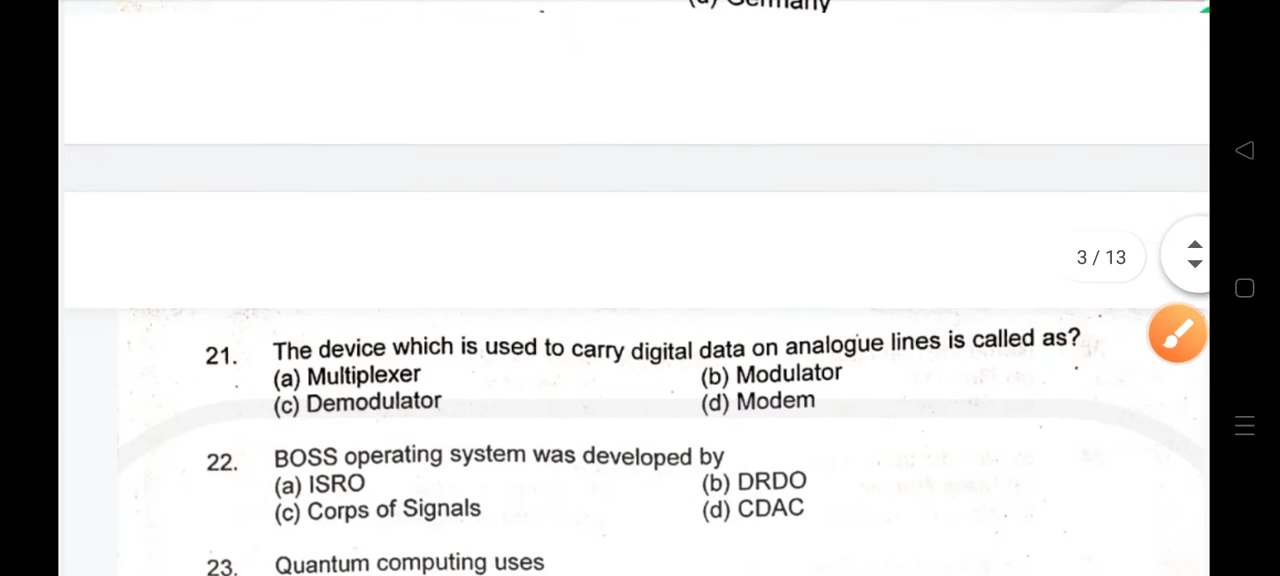 (d) Germany
3 / 13
21. The device which is used to carry digital data on analogue lines is called as?
(a) Multiplexer (b) Modulator
(c) Demodulator (d) Modem
22. BOSS operating system was developed by
(a) ISRO (b) DRDO
(c) Corps of Signals (d) CDAC
23. Quantum computing uses